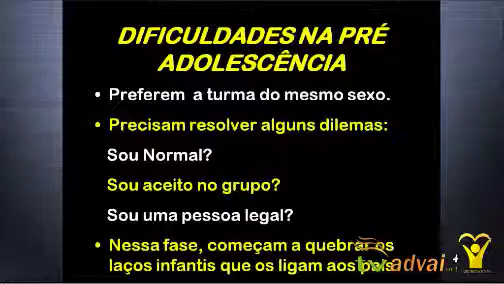 DIFICULDADES NA PRÉ
ADOLESCÊNCIA
• Preferem a turma do mesmo sexo.
• Precisam resolver alguns dilemas:
Sou Normal?
Sou aceito no grupo?
Sou uma pessoa legal?
• Nessa fase, começam a quebrar os
laços infantis que os ligam aos pais.
tvadvai +